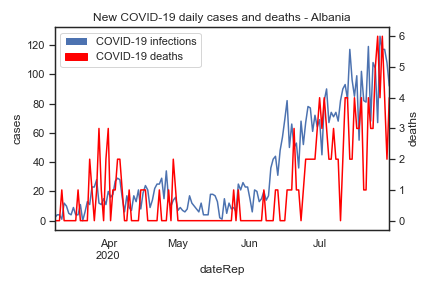 New COVID-19 daily cases and deaths - Albania
COVID-19 infections
COVID-19 deaths
120
100
80
60
40
20
0
cases
6
5
4
3
2
1
0
deaths
Apr
2020
May
Jun
Jul
dateRep